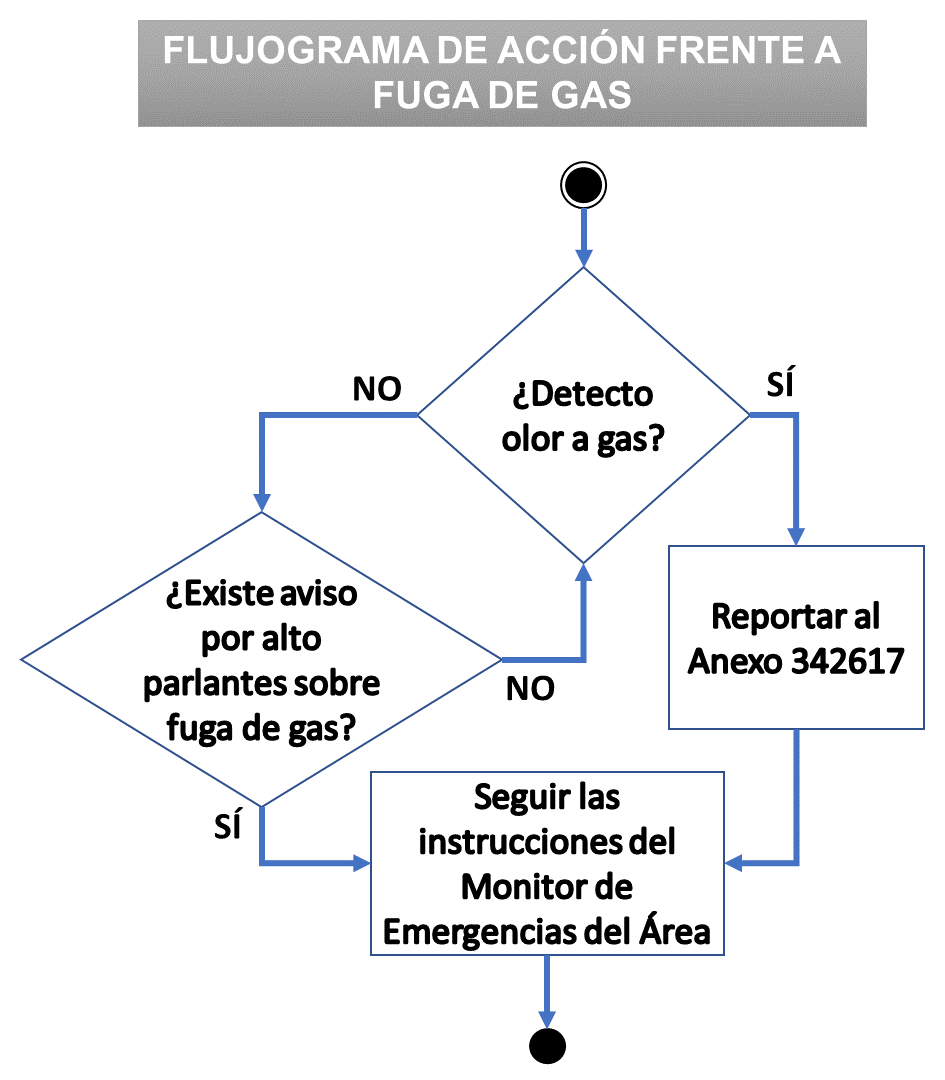 FLUJOGRAMA DE ACCIÓN FRENTE A
FUGA DE GAS
¿Detecto
olor a gas?
NO
SÍ
¿Existe aviso
por alto
parlantes sobre
fuga de gas?
NO
SÍ
Reportar al
Anexo 342617
Seguir las
instrucciones del
Monitor de
Emergencias del Área